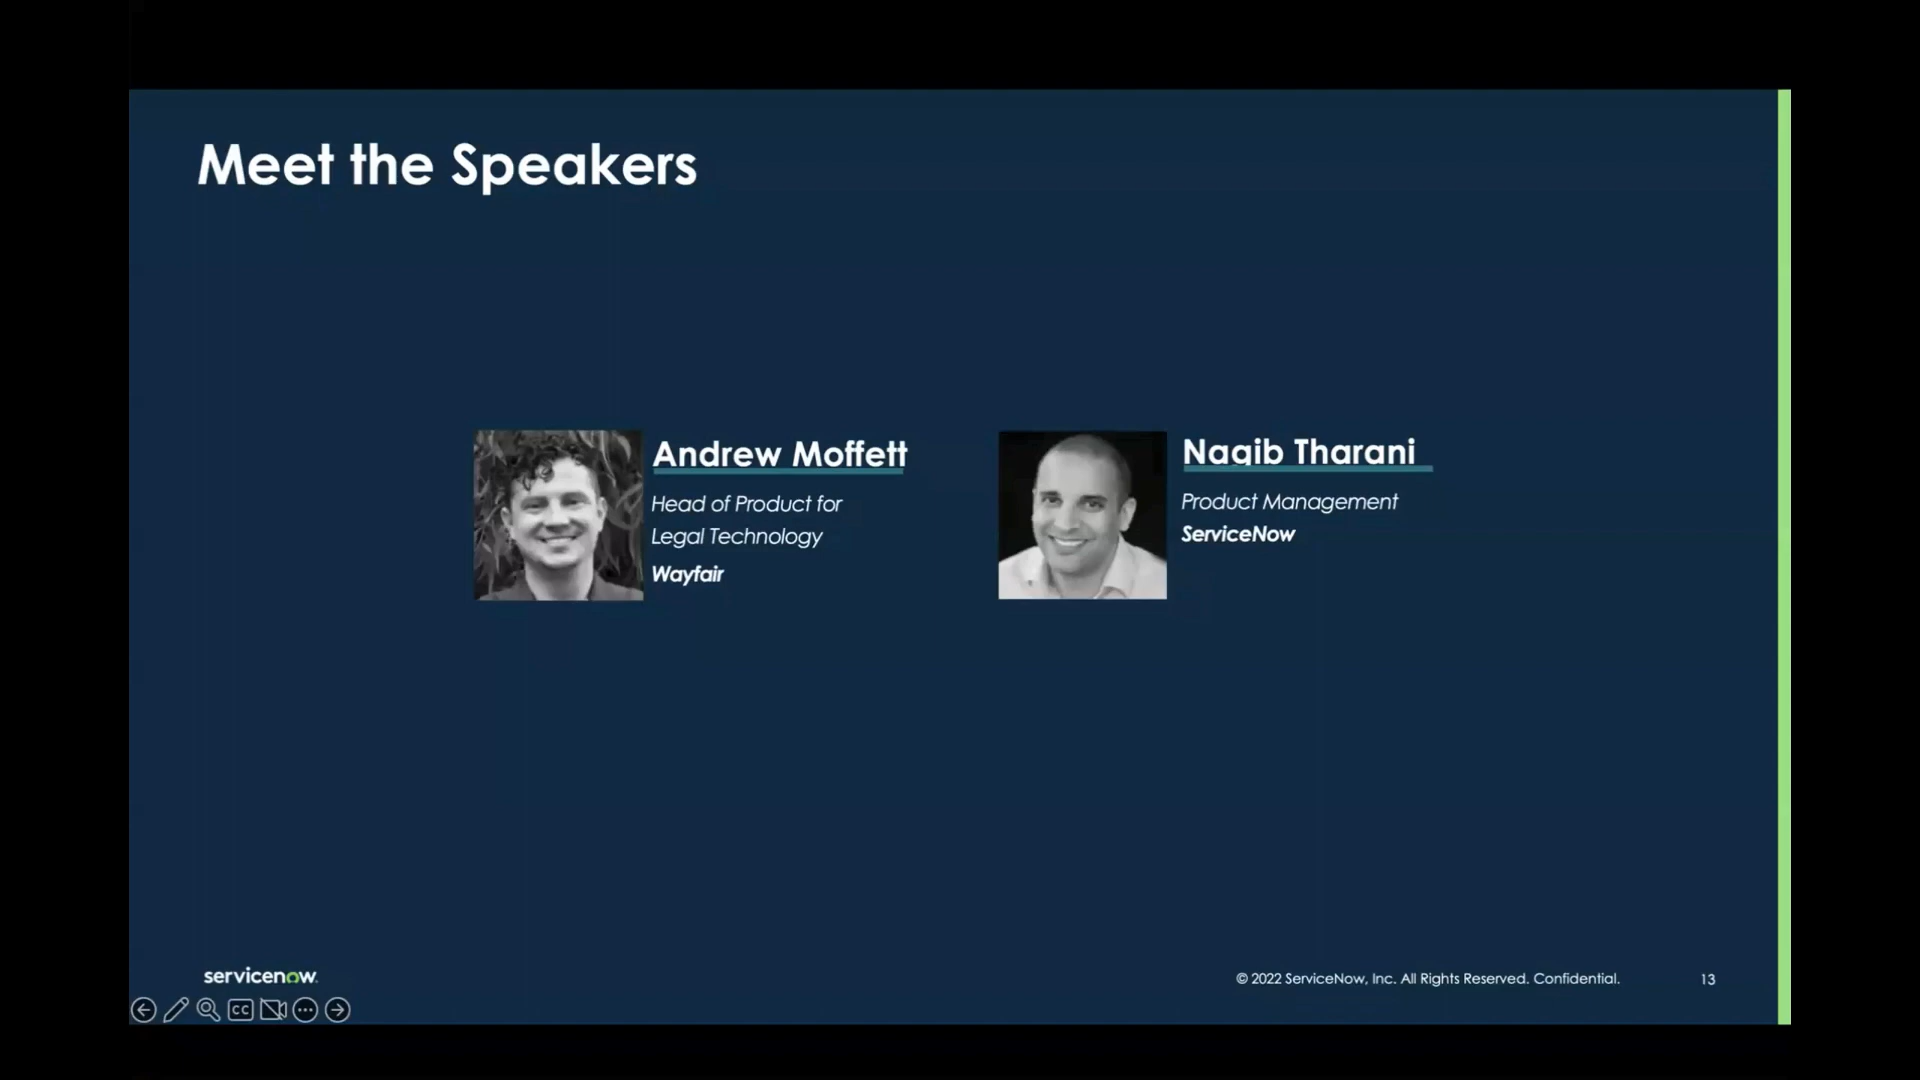 Meet the Speakers
Andrew Moffett
Head of Product for
Legal Technology
Wayfair
Naqib Tharani
Product Management
ServiceNow
servicenow.
© 2022 ServiceNow, Inc. All Rights Reserved. Confidential.
13
CC